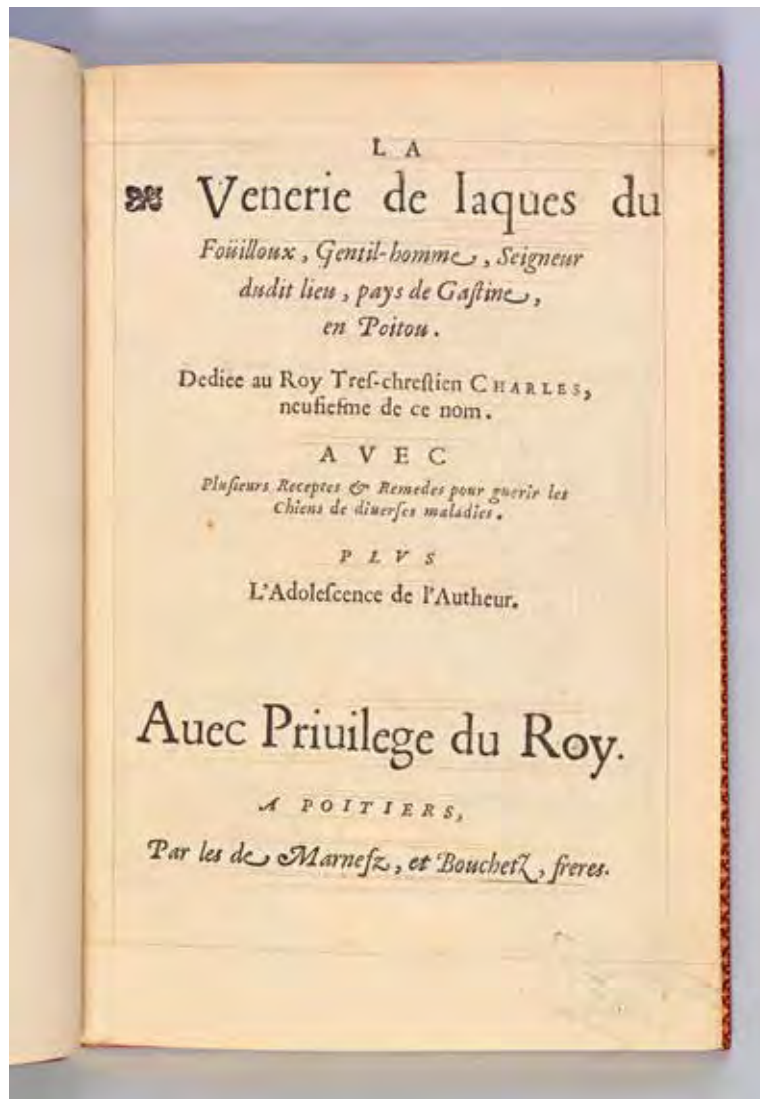 LA
Venerie de Iaques du
Foüilloux, Gentil-homme, Seigneur
dudit lieu, pays de Gaſtine,
en Poitou.
Dediee au Roy Treſ-chreſtien CHARLES,
neufieſme de ce nom.
AVEC
Pluſieurs Receptes & Remedes pour guerir les
Chiens de diuerſes maladies.
PLVS
L'Adoleſcence de l'Autheur.
Auec Priuilege du Roy.
A POITIERS,
Par les de Marneſz, et Bouchetz, freres.